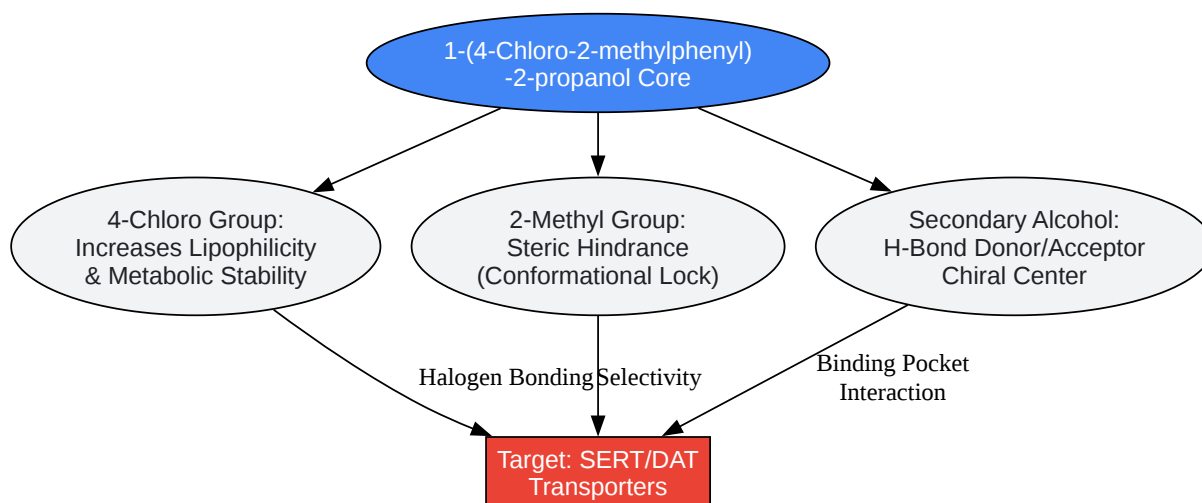 1-(4-Chloro-2-methylphenyl)
-2-propanol Core
4-Chloro Group:
Increases Lipophilicity
& Metabolic Stability
2-Methyl Group:
Steric Hindrance
(Conformational Lock)
Secondary Alcohol:
H-Bond Donor/Acceptor
Chiral Center
Halogen Bonding
Selectivity
Binding Pocket
Interaction
Target: SERT/DAT
Transporters